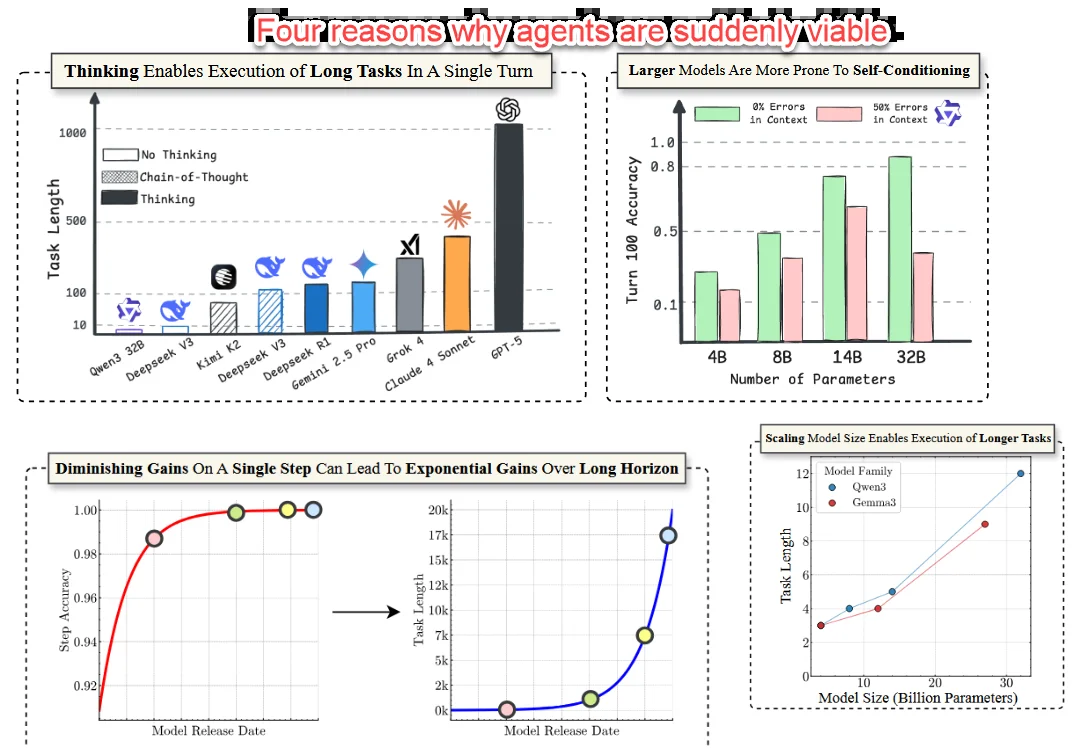 Four reasons why agents are suddenly viable
Thinking Enables Execution of Long Tasks In A Single Turn
Task Length
1000
500
100
10
No Thinking
Chain-of-Thought
Thinking
Qwen3 32B
Deepseek V3
Kimi K2
Deepseek V3
Deepseek R1
Gemini 2.5 Pro
Grok 4
Claude 4 Sonnet
GPT-5
Larger Models Are More Prone To Self-Conditioning
0% Errors
in Context
50% Errors
in Context
Turn 100 Accuracy
1.0
0.8
0.5
0.1
4B
8B
14B
32B
Number of Parameters
Diminishing Gains On A Single Step Can Lead To Exponential Gains Over Long Horizon
Step Accuracy
1.00
0.98
0.96
0.94
0.92
Model Release Date
Task Length
20k
17k
15k
12k
10k
7k
5k
2k
0k
Model Release Date
Scaling Model Size Enables Execution of Longer Tasks
Model Family
Qwen3
Gemma3
Task Length
12
10
8
6
4
2
0
10
20
30
Model Size (Billion Parameters)